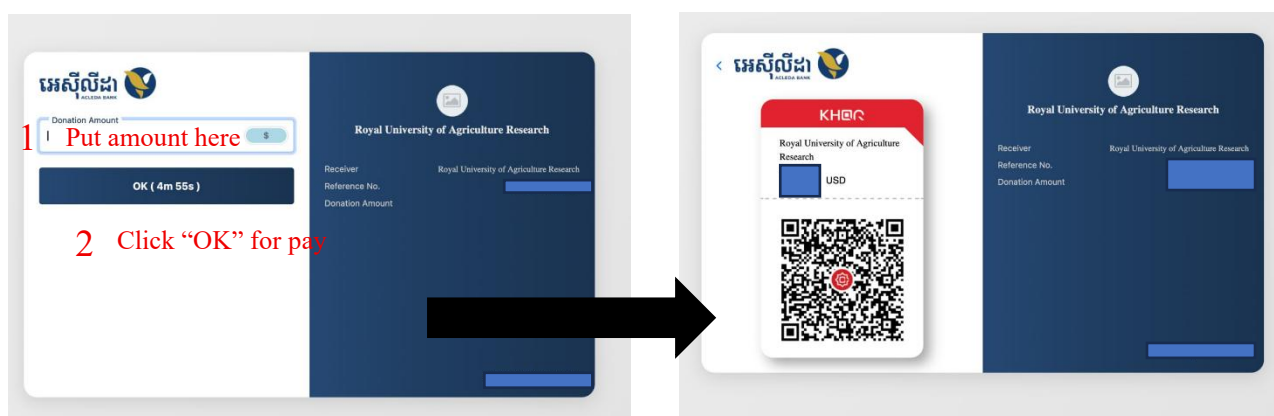 អេស៊ីលីដា
ACLEDA BANK
Donation Amount
1 Put amount here $
OK ( 4m 55s )
2 Click “OK” for pay
Royal University of Agriculture Research
Receiver Royal University of Agriculture Research
Reference No.
Donation Amount
< អេស៊ីលីដា
ACLEDA BANK
KHQR
Royal University of Agriculture
Research
USD
Royal University of Agriculture Research
Receiver Royal University of Agriculture Research
Reference No.
Donation Amount